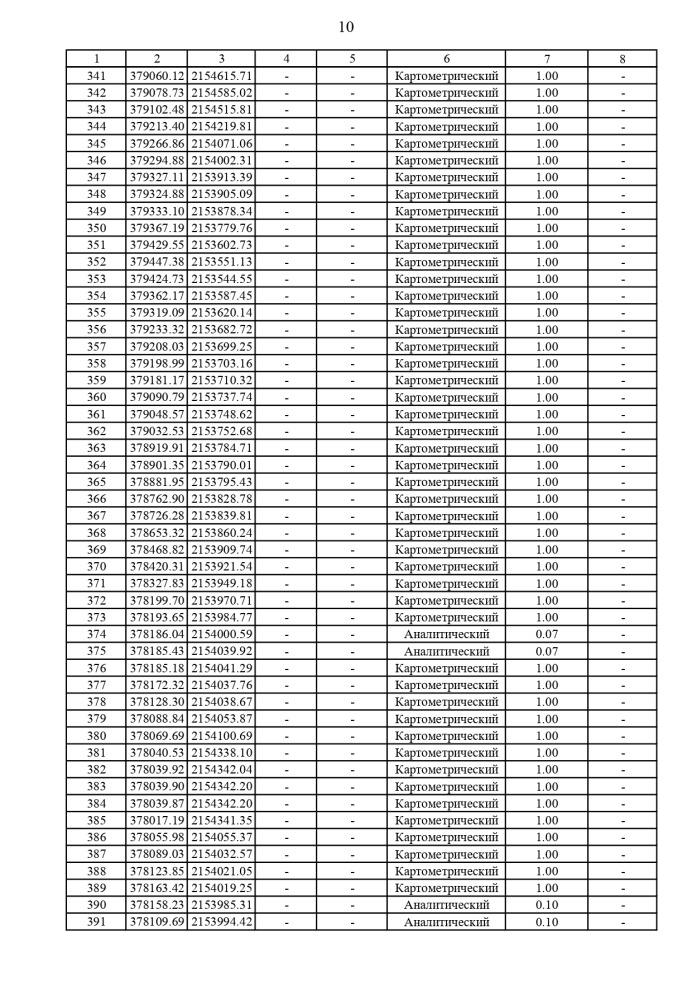 10
1 2 3 4 5 6 7 8
341 379060.12 2154615.71 - - Картометрический 1.00 -
342 379078.73 2154585.02 - - Картометрический 1.00 -
343 379102.48 2154515.81 - - Картометрический 1.00 -
344 379213.40 2154219.81 - - Картометрический 1.00 -
345 379266.86 2154071.06 - - Картометрический 1.00 -
346 379294.88 2154002.31 - - Картометрический 1.00 -
347 379327.11 2153913.39 - - Картометрический 1.00 -
348 379324.88 2153905.09 - - Картометрический 1.00 -
349 379333.10 2153878.34 - - Картометрический 1.00 -
350 379367.19 2153779.76 - - Картометрический 1.00 -
351 379429.55 2153602.73 - - Картометрический 1.00 -
352 379447.38 2153551.13 - - Картометрический 1.00 -
353 379424.73 2153544.55 - - Картометрический 1.00 -
354 379362.17 2153587.45 - - Картометрический 1.00 -
355 379319.09 2153620.14 - - Картометрический 1.00 -
356 379233.32 2153682.72 - - Картометрический 1.00 -
357 379208.03 2153699.25 - - Картометрический 1.00 -
358 379198.99 2153703.16 - - Картометрический 1.00 -
359 379181.17 2153710.32 - - Картометрический 1.00 -
360 379090.79 2153737.74 - - Картометрический 1.00 -
361 379048.57 2153748.62 - - Картометрический 1.00 -
362 379032.53 2153752.68 - - Картометрический 1.00 -
363 378919.91 2153784.71 - - Картометрический 1.00 -
364 378901.35 2153790.01 - - Картометрический 1.00 -
365 378881.95 2153795.43 - - Картометрический 1.00 -
366 378762.90 2153828.78 - - Картометрический 1.00 -
367 378726.28 2153839.81 - - Картометрический 1.00 -
368 378653.32 2153860.24 - - Картометрический 1.00 -
369 378468.82 2153909.74 - - Картометрический 1.00 -
370 378420.31 2153921.54 - - Картометрический 1.00 -
371 378327.83 2153949.18 - - Картометрический 1.00 -
372 378199.70 2153970.71 - - Картометрический 1.00 -
373 378193.65 2153984.77 - - Картометрический 1.00 -
374 378186.04 2154000.59 - - Аналитический 0.07 -
375 378185.43 2154039.92 - - Аналитический 0.07 -
376 378185.18 2154041.29 - - Картометрический 1.00 -
377 378172.32 2154037.76 - - Картометрический 1.00 -
378 378128.30 2154038.67 - - Картометрический 1.00 -
379 378088.84 2154053.87 - - Картометрический 1.00 -
380 378069.69 2154100.69 - - Картометрический 1.00 -
381 378040.53 2154338.10 - - Картометрический 1.00 -
382 378039.92 2154342.04 - - Картометрический 1.00 -
383 378039.90 2154342.20 - - Картометрический 1.00 -
384 378039.87 2154342.20 - - Картометрический 1.00 -
385 378017.19 2154341.35 - - Картометрический 1.00 -
386 378055.98 2154055.37 - - Картометрический 1.00 -
387 378089.03 2154032.57 - - Картометрический 1.00 -
388 378123.85 2154021.05 - - Картометрический 1.00 -
389 378163.42 2154019.25 - - Картометрический 1.00 -
390 378158.23 2153985.31 - - Аналитический 0.10 -
391 378109.69 2153994.42 - - Аналитический 0.10 -